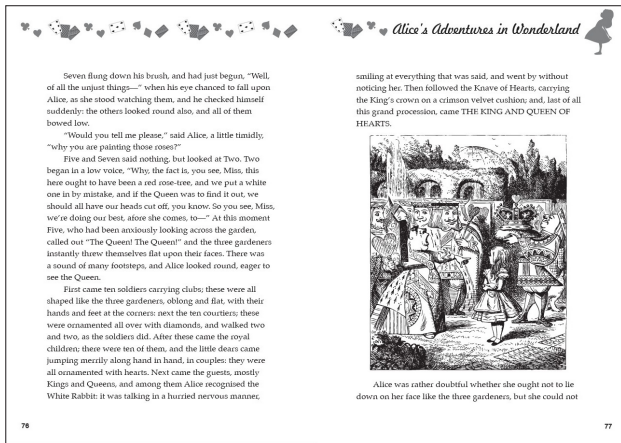 Seven flung down his brush, and had just begun, “Well,
of all the unjust things—” when his eye chanced to fall upon
Alice, as she stood watching them, and he checked himself
suddenly: the others looked round also, and all of them
bowed low.
“Would you tell me please,” said Alice, a little timidly,
“why you are painting those roses?”
Five and Seven said nothing, but looked at Two. Two
began in a low voice, “Why, the fact is, you see, Miss, this
here ought to have been a red rose-tree, and we put a white
one in by mistake, and if the Queen was to find it out, we
should all have our heads cut off, you know. So you see, Miss,
we’re doing our best, afore she comes, to—” At this moment
Five, who had been anxiously looking across the garden,
called out “The Queen! The Queen!” and the three gardeners
instantly threw themselves flat upon their faces. There was
a sound of many footsteps, and Alice looked round, eager to
see the Queen.
First came ten soldiers carrying clubs; these were all
shaped like the three gardeners, oblong and flat, with their
hands and feet at the corners: next the ten courtiers; these
were ornamented all over with diamonds, and walked two
and two, as the soldiers did. After these came the royal
children; there were ten of them, and the little dears came
jumping merrily along hand in hand, in couples: they were
all ornamented with hearts. Next came the guests, mostly
Kings and Queens, and among them Alice recognised the
White Rabbit: it was talking in a hurried nervous manner,
76
Alice’s Adventures in Wonderland
smiling at everything that was said, and went by without
noticing her. Then followed the Knave of Hearts, carrying
the King’s crown on a crimson velvet cushion; and, last of all
this grand procession, came THE KING AND QUEEN OF
HEARTS.
Alice was rather doubtful whether she ought not to lie
down on her face like the three gardeners, but she could not
77